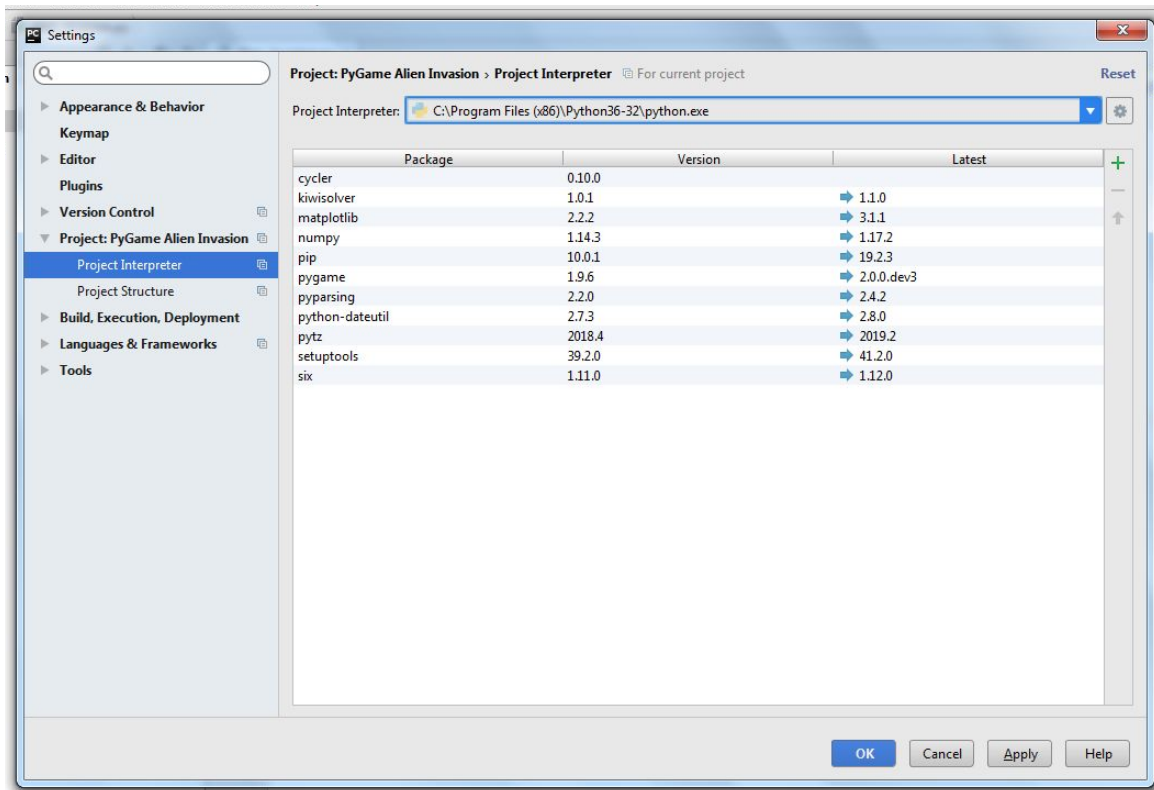 PC Settings
Project: PyGame Alien Invasion › Project Interpreter For current project Reset
Appearance & Behavior
Keymap
Editor
Plugins
Version Control
Project: PyGame Alien Invasion
Project Interpreter
Project Structure
Build, Execution, Deployment
Languages & Frameworks
Tools
Project Interpreter: C:\Program Files (x86)\Python36-32\python.exe
Package Version Latest
cycler 0.10.0
kiwisolver 1.0.1 1.1.0
matplotlib 2.2.2 3.1.1
numpy 1.14.3 1.17.2
pip 10.0.1 19.2.3
pygame 1.9.6 2.0.0.dev3
pyparsing 2.2.0 2.4.2
python-dateutil 2.7.3 2.8.0
pytz 2018.4 2019.2
setuptools 39.2.0 41.2.0
six 1.11.0 1.12.0
OK Cancel Apply Help